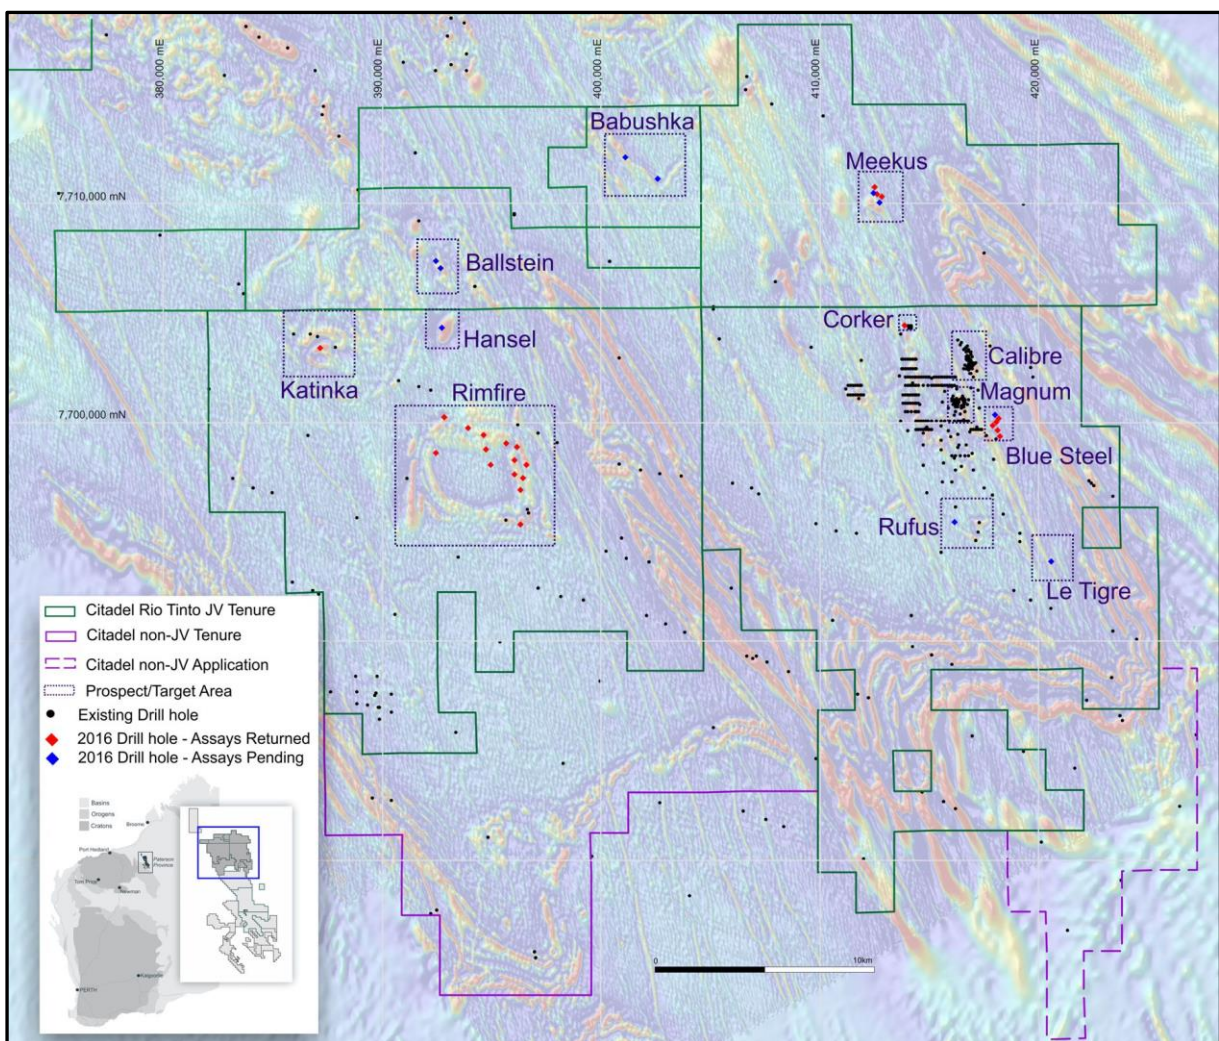 380,000 mE
390,000 mE
400,000 mE
410,000 mE
420,000 mE
Babushka
Meekus
7,710,000 mN
Ballstein
Corker
Hansel
Calibre
Katinka
Rimfire
Magnum
7,700,000 mN
Blue Steel
Rufus
Le Tigre
Citadel Rio Tinto JV Tenure
Citadel non-JV Tenure
Citadel non-JV Application
Prospect/Target Area
Existing Drill hole
2016 Drill hole - Assays Returned
2016 Drill hole - Assays Pending
Basins
Orogens
Cratons
Broome
Port Hedland
Paterson
Province
Newman
Kalgoorlie
PERTH
0
10km